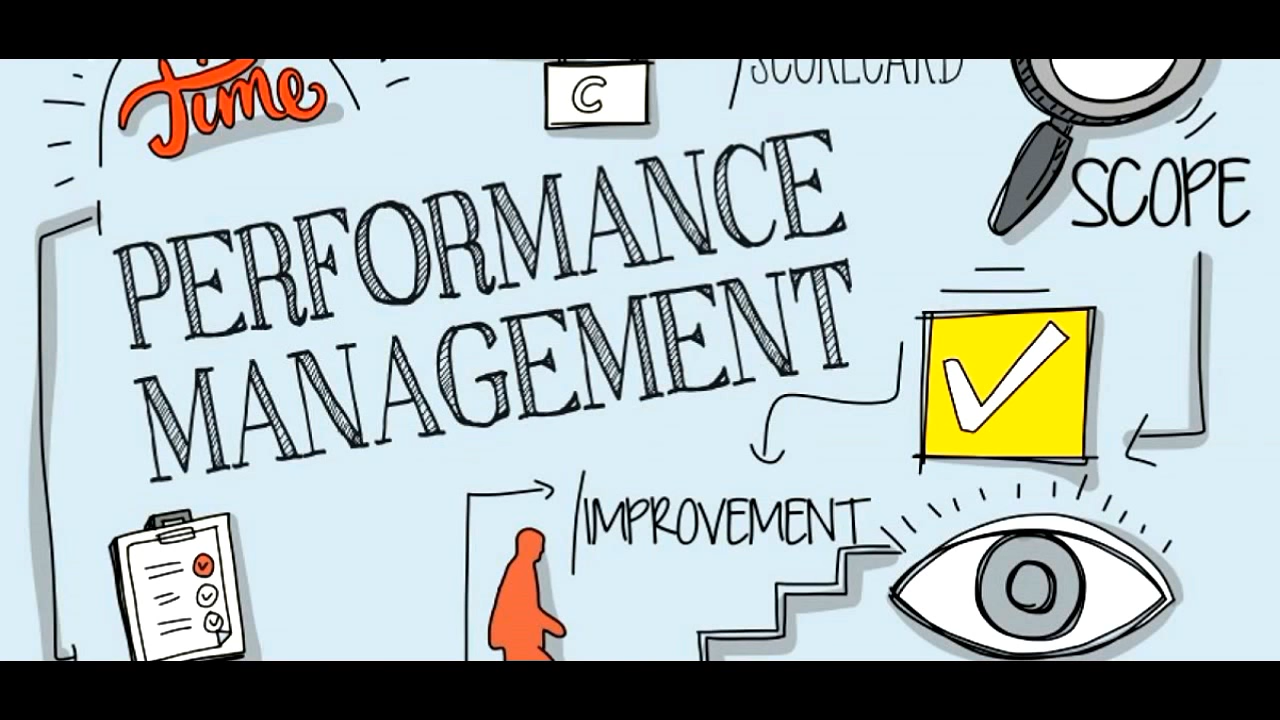 Time
C
/SCORECARD
SCOPE
PERFORMANCE
MANAGEMENT
/IMPROVEMENT